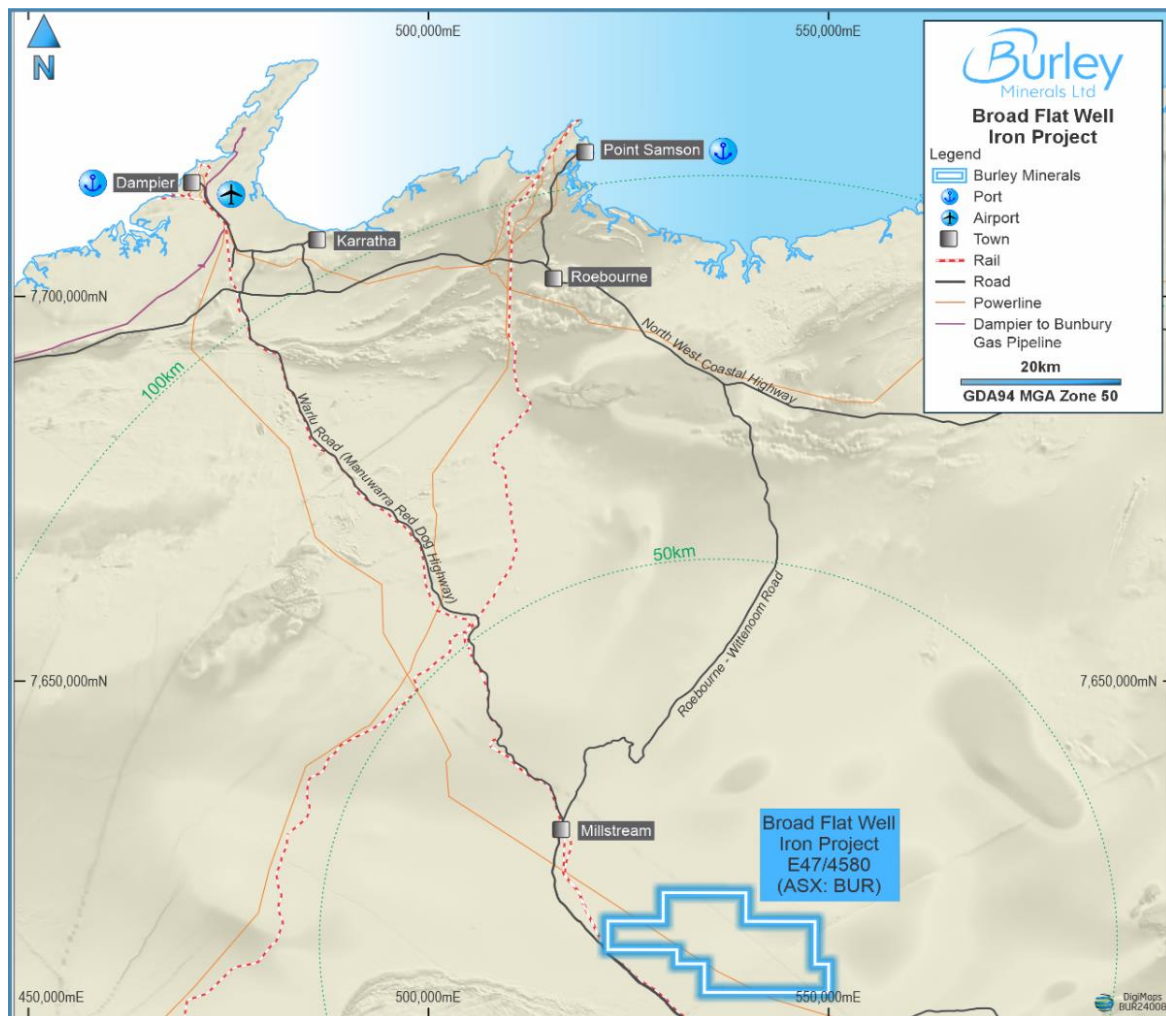 N
500,000mE
550,000mE
Burley
Minerals Ltd
Broad Flat Well
Iron Project
Legend
Burley Minerals
Port
Airport
Town
Rail
Road
Powerline
Dampier to Bunbury
Gas Pipeline
20km
GDA94 MGA Zone 50
Point Samson
Dampier
Karratha
Roebourne
7,700,000mN
North West Coastal Highway
100km
Warlu Road (Manuwarra Red Dog Highway)
50km
Roebourne - Wittenoom Road
7,650,000mN
7,650,000mN
Millstream
Broad Flat Well
Iron Project
E47/4580
(ASX: BUR)
450,000mE
500,000mE
550,000mE
DigiMaps
BUR24008